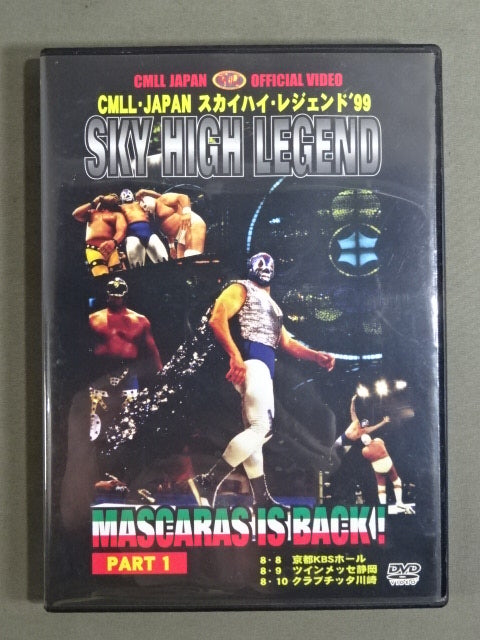 CMLL JAPAN OFFICIAL VIDEO
CMLL・JAPAN スカイハイ・レジェンド'99
SKY HIGH LEGEND
MASCARAS IS BACK!
PART 1
8・8 京都KBSホール
8・9 ツインメッセ静岡
8・10 クラブチッタ川崎
DVD
VIDEO